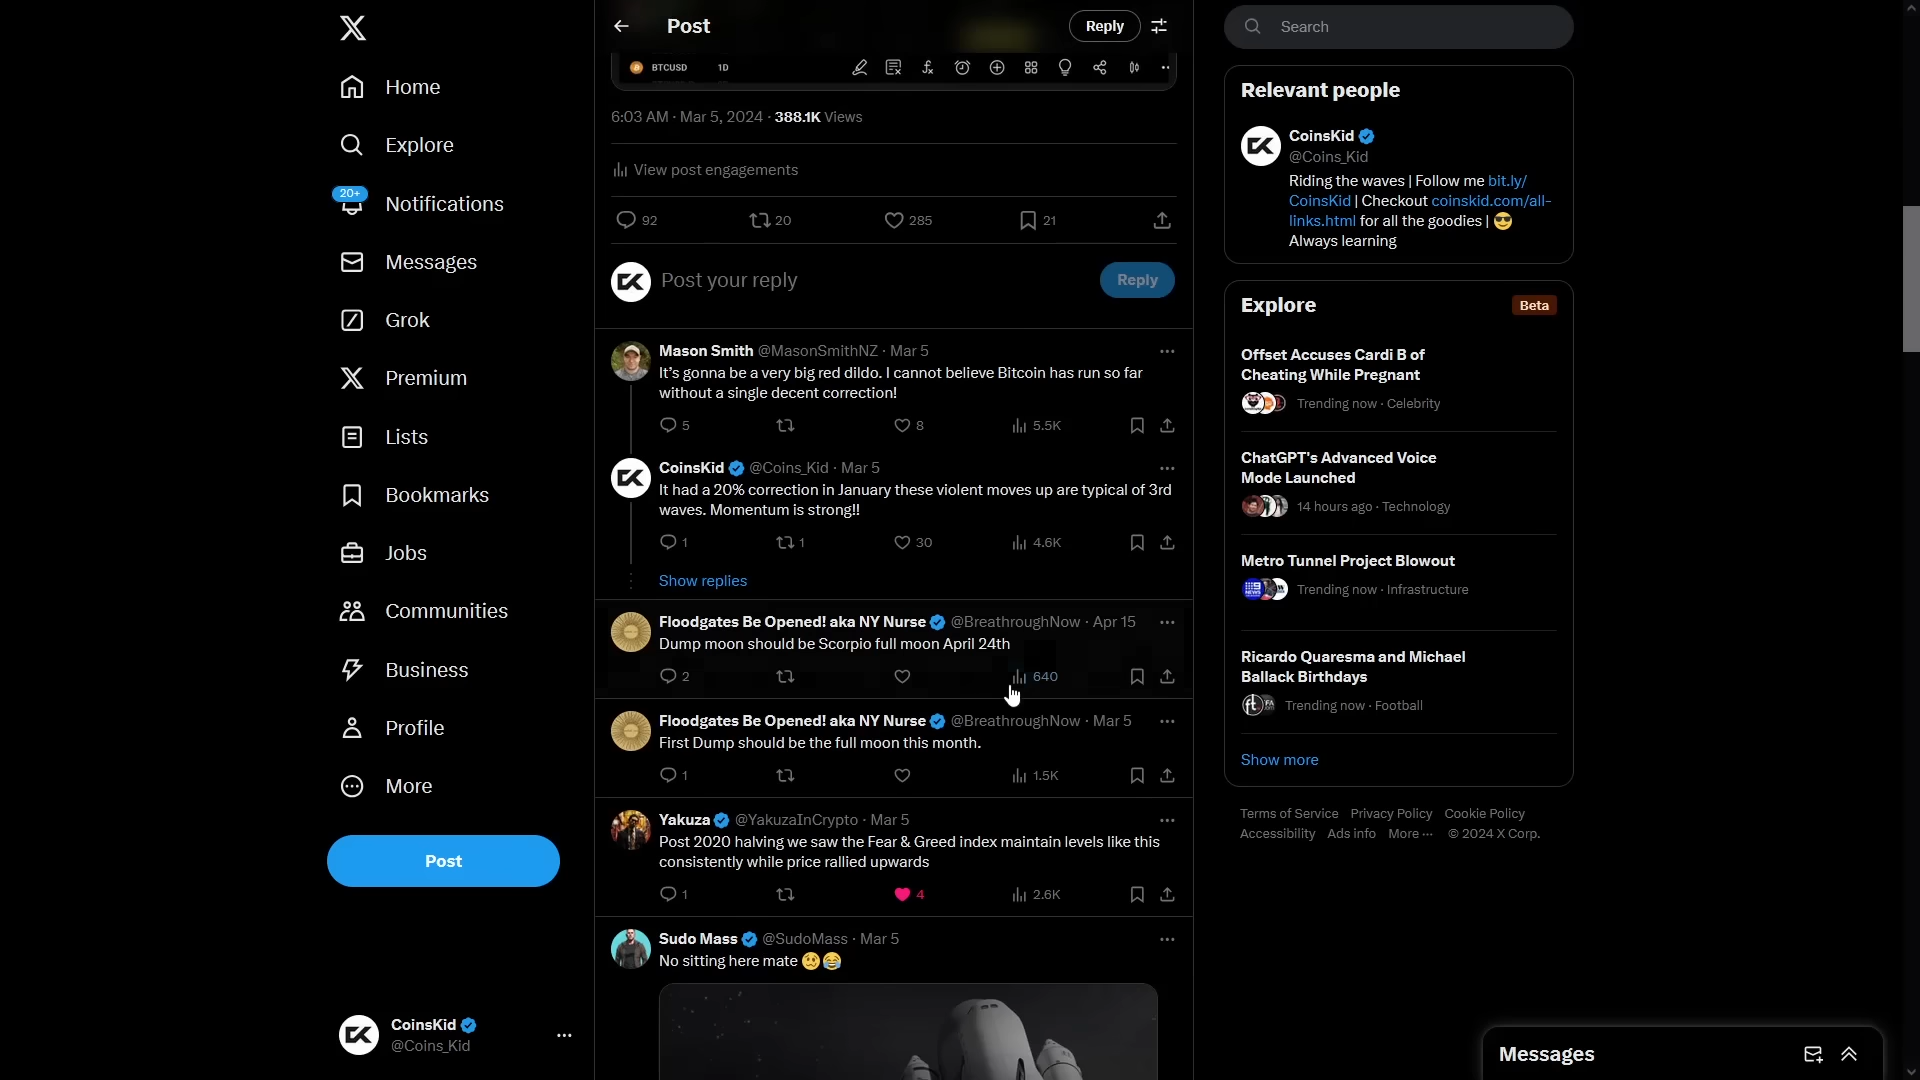 Home
Explore
20+
Notifications
Messages
Grok
Premium
Lists
Bookmarks
Jobs
Communities
Business
Profile
More
Post
CoinsKid
@Coins_Kid
Post
Reply
BTCUSD 1D
6:03 AM · Mar 5, 2024 · 388.1K Views
View post engagements
92 20 285 21
Post your reply
Reply
Mason Smith @MasonSmithNZ · Mar 5
It's gonna be a very big red dildo. I cannot believe Bitcoin has run so far
without a single decent correction!
5 8 5.5K
CoinsKid @Coins_Kid · Mar 5
It had a 20% correction in January these violent moves up are typical of 3rd
waves. Momentum is strong!!
1 1 30 4.6K
Show replies
Floodgates Be Opened! aka NY Nurse @BreathroughNow · Apr 15
Dump moon should be Scorpio full moon April 24th
2 640
Floodgates Be Opened! aka NY Nurse @BreathroughNow · Mar 5
First Dump should be the full moon this month.
1 1.5K
Yakuza @YakuzaInCrypto · Mar 5
Post 2020 halving we saw the Fear & Greed index maintain levels like this
consistently while price rallied upwards
1 4 2.6K
Sudo Mass @SudoMass · Mar 5
No sitting here mate 🥴😂
Search
Relevant people
CoinsKid
@Coins_Kid
Riding the waves | Follow me bit.ly/
CoinsKid | Checkout coinskid.com/all-
links.html for all the goodies | 😎
Always learning
Explore
Beta
Offset Accuses Cardi B of
Cheating While Pregnant
Trending now · Celebrity
ChatGPT's Advanced Voice
Mode Launched
14 hours ago · Technology
Metro Tunnel Project Blowout
Trending now · Infrastructure
Ricardo Quaresma and Michael
Ballack Birthdays
Trending now · Football
Show more
Terms of Service Privacy Policy Cookie Policy
Accessibility Ads info More ··· © 2024 X Corp.
Messages